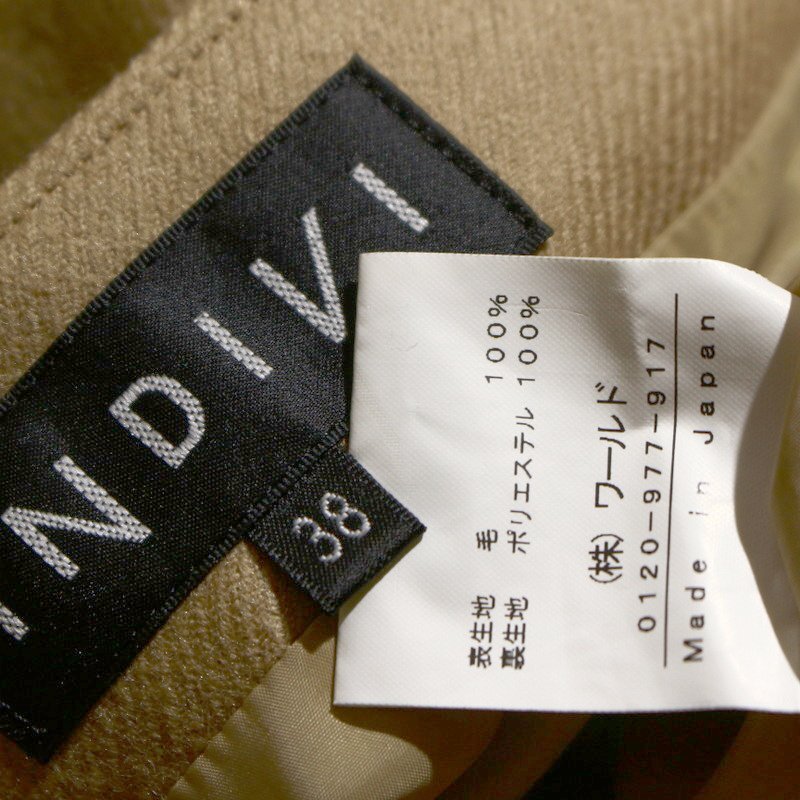 INDIVI
38
表生地 毛 100%
裏生地 ポリエステル 100%
(株)ワールド
0120-977-917
Made in Japan